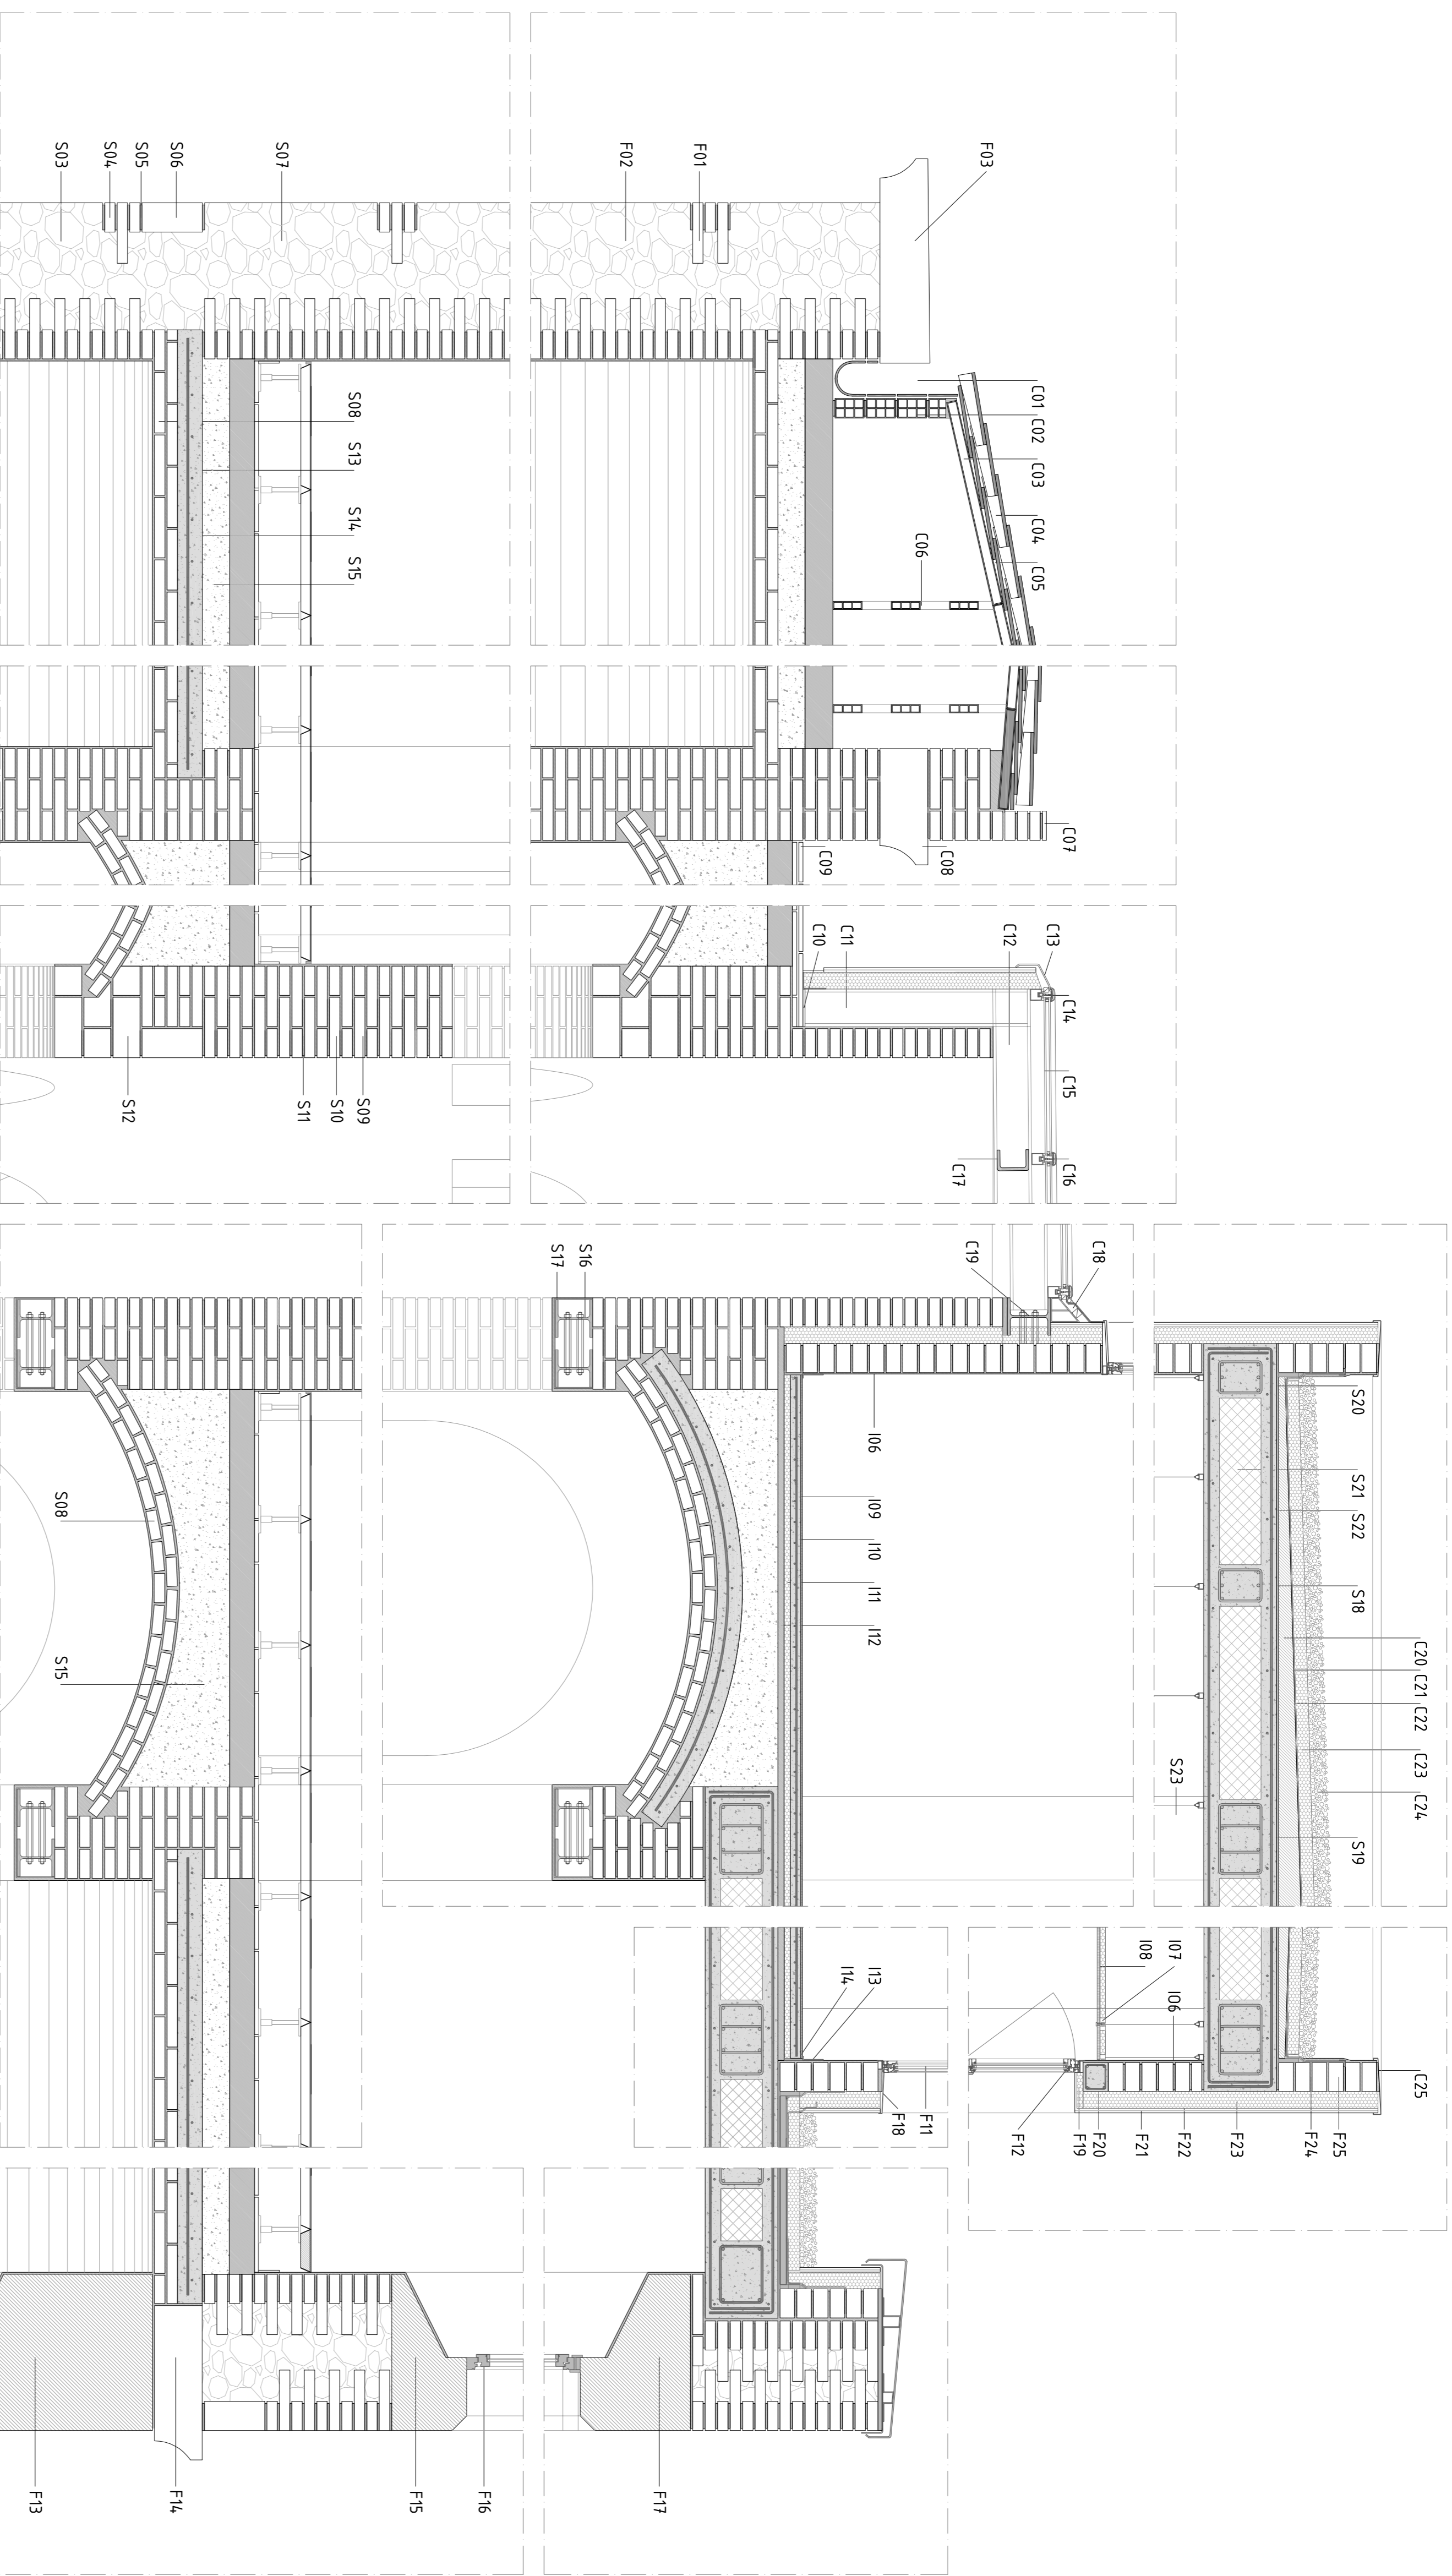 C20 C21 C22 C23 C24 C25
S20 S21 S22 S18 S19
F25
F24
F23
F22
S23
I07 I06
I08
F21
F20
C18
F19
C07 C14 C15 C16
C13
C01 C02 C03 C04 C05
F12
C12
F03
C19
C17
C08
F11
C06
F18
I06 I09 I10 I11 I12 I13
C11 I14
C09
C10
F01
F17
F02
S16
S17
F16
F15
S09
S08 S13 S14 S15
S10
S11
S07
S06 F14
S05
S12
S04
S03 S08 S15
F13